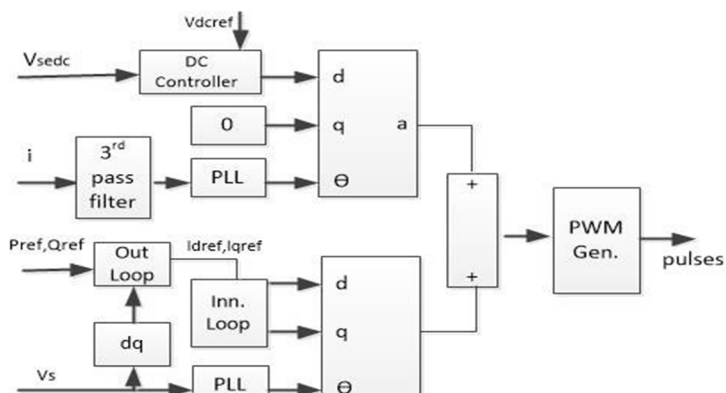 Vdcref
Vsedc
DC
Controller
d
0
q
a
i
3rd
pass
filter
PLL
Θ
+
PWM
Gen.
pulses
Pref,Qref
Out
Loop
Idref,Iqref
+
d
Inn.
Loop
q
dq
Vs
PLL
Θ